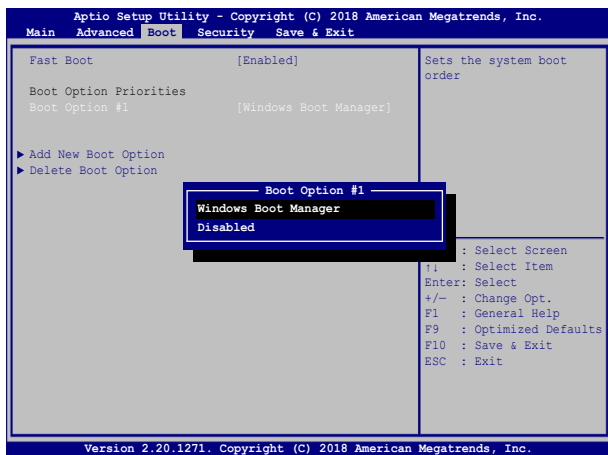 Aptio Setup Utility - Copyright (C) 2018 American Megatrends, Inc.
Main Advanced Boot Security Save & Exit
Fast Boot [Enabled]
Boot Option Priorities
Boot Option #1 [Windows Boot Manager]
▶ Add New Boot Option
▶ Delete Boot Option
Sets the system boot
order
Boot Option #1
Windows Boot Manager
Disabled
: Select Screen
↑↓ : Select Item
Enter: Select
+/— : Change Opt.
F1 : General Help
F9 : Optimized Defaults
F10 : Save & Exit
ESC : Exit
Version 2.20.1271. Copyright (C) 2018 American Megatrends, Inc.